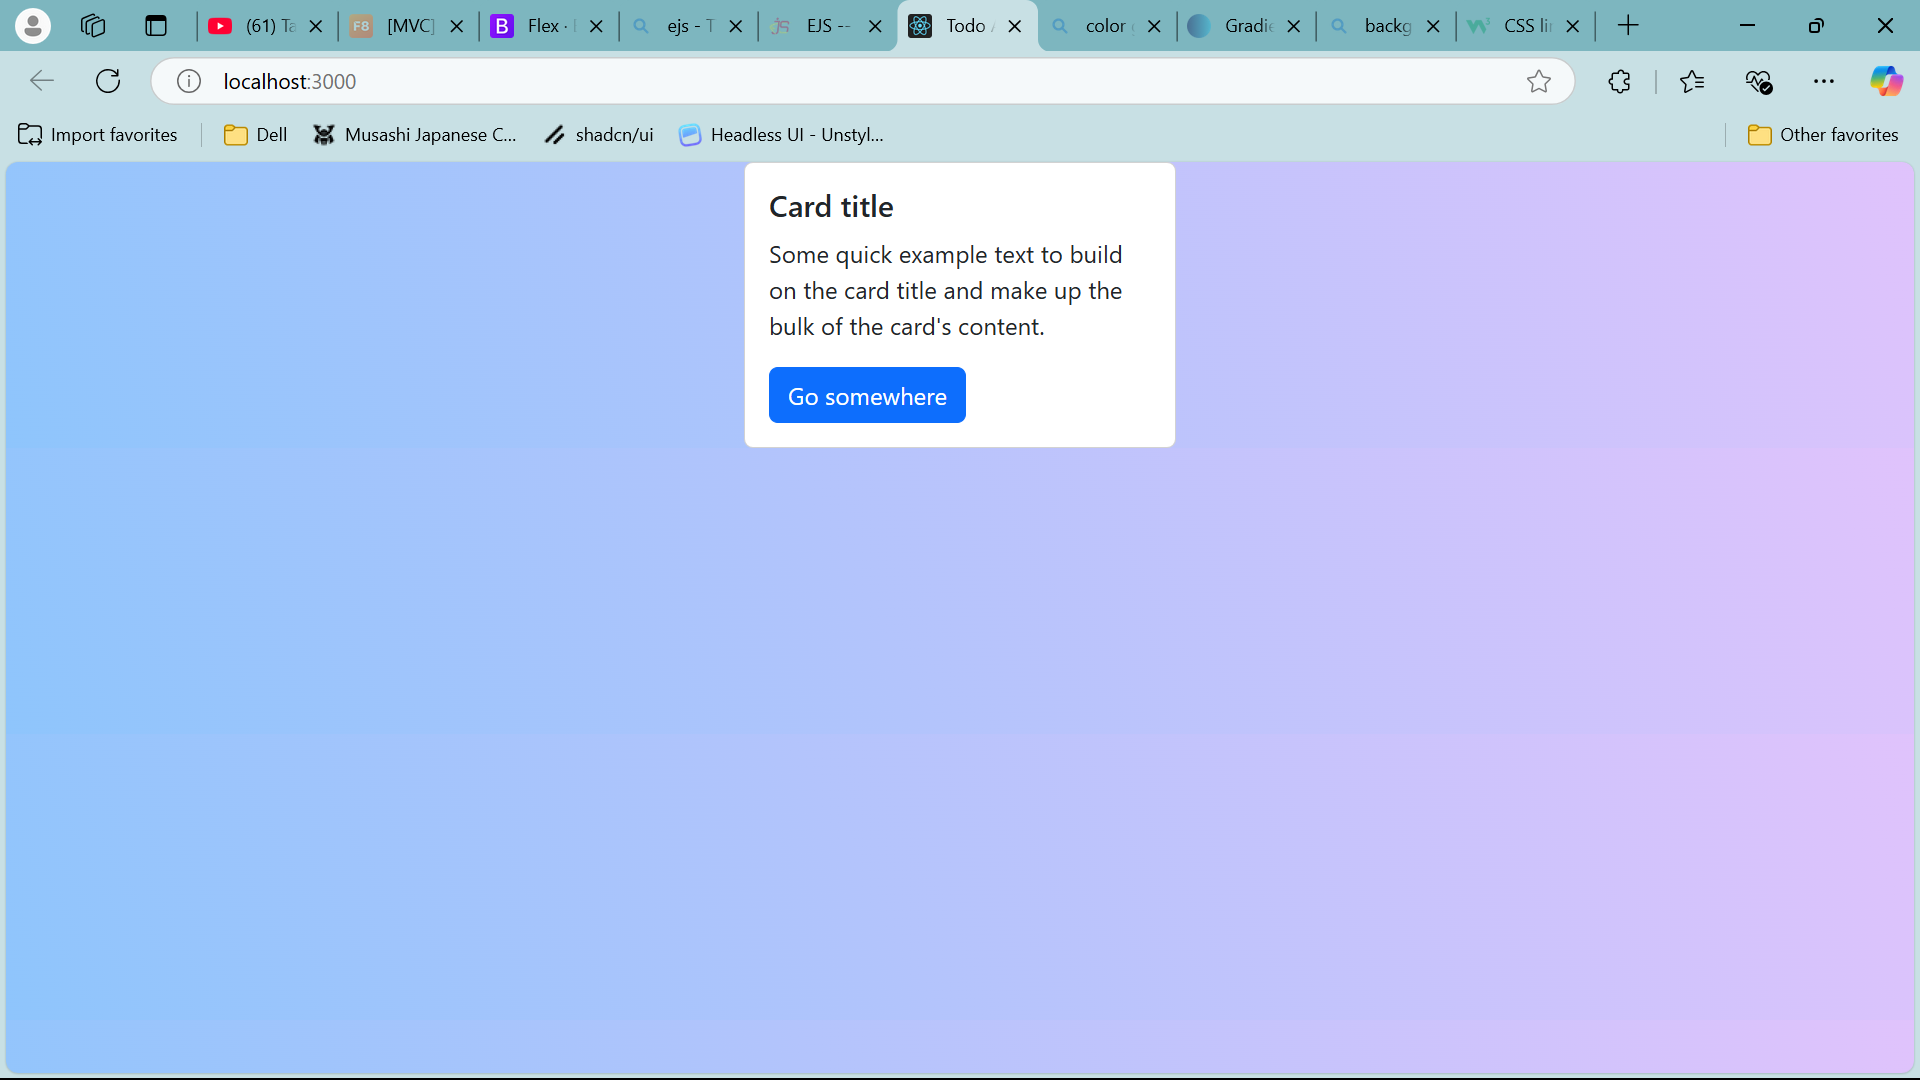 (61) Ta
[MVC]
Flex ·
ejs - T
EJS --
Todo
color
Gradie
backg
CSS li
localhost:3000
Import favorites
Dell
Musashi Japanese C...
shadcn/ui
Headless UI - Unstyl...
Other favorites
Card title
Some quick example text to build
on the card title and make up the
bulk of the card's content.
Go somewhere